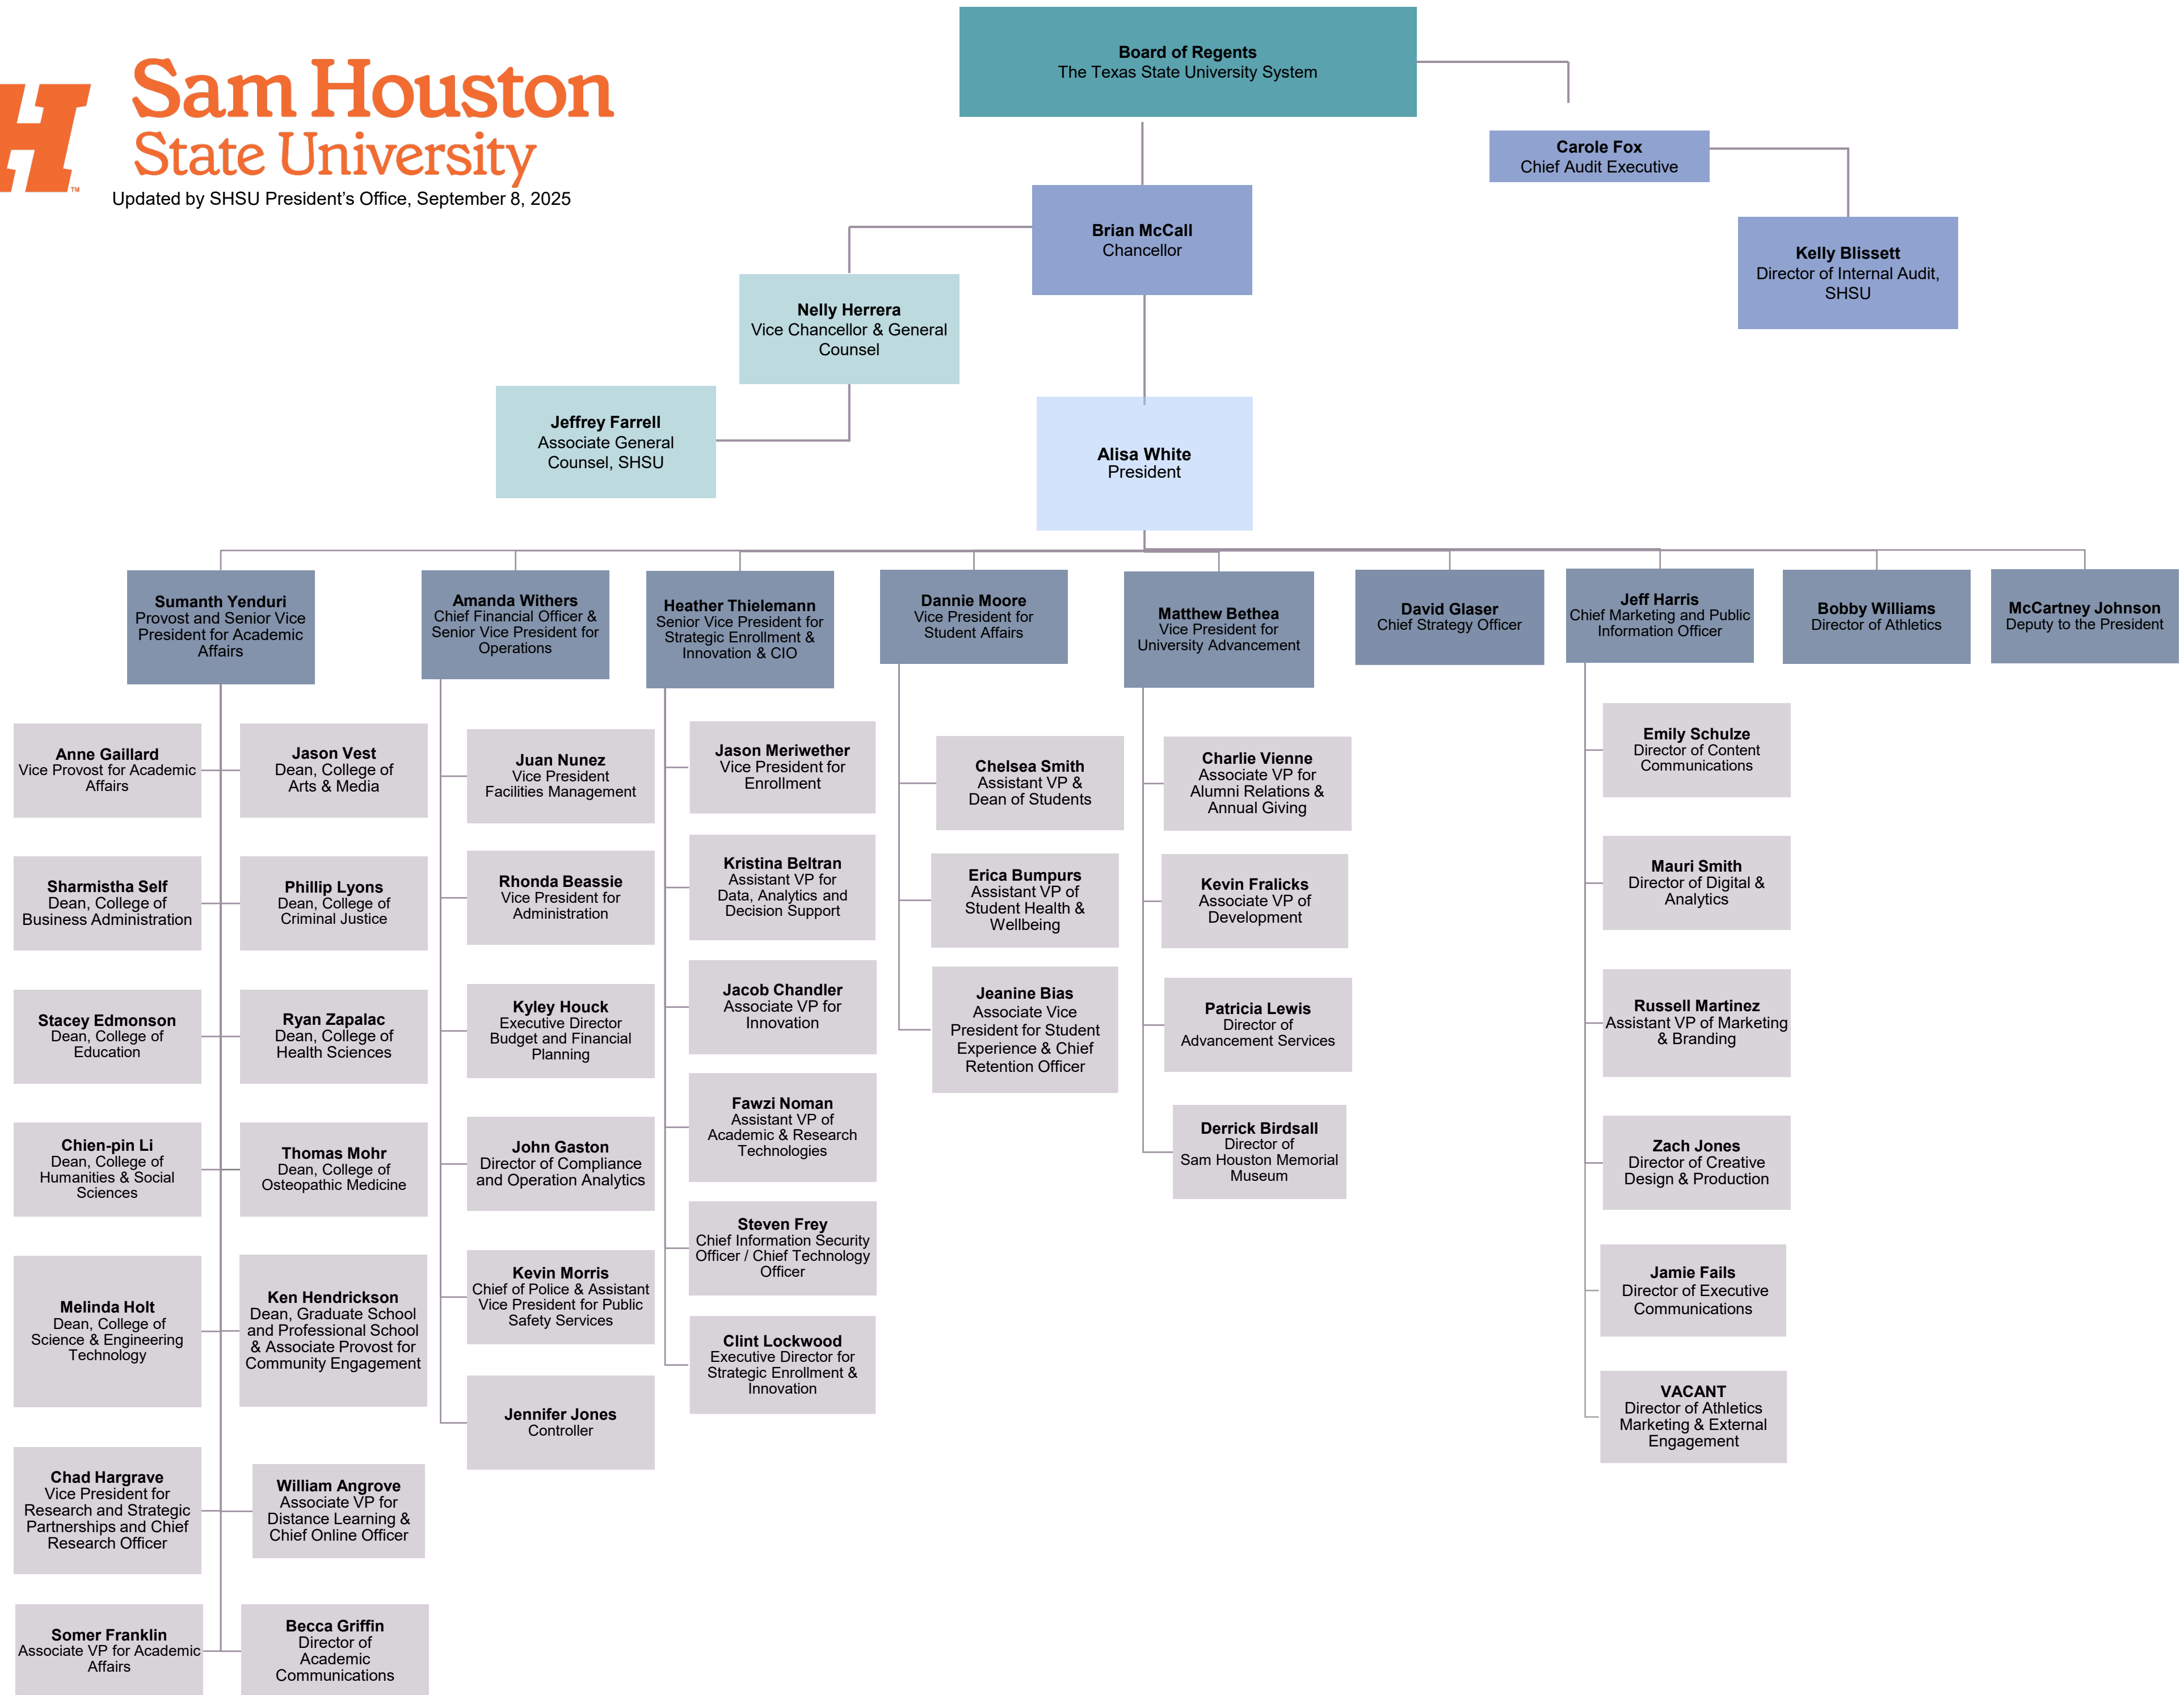 H
TM
Sam Houston
State University
Updated by SHSU President's Office, September 8, 2025
Board of Regents
The Texas State University System
Carole Fox
Chief Audit Executive
Kelly Blissett
Director of Internal Audit,
SHSU
Brian McCall
Chancellor
Nelly Herrera
Vice Chancellor & General
Counsel
Jeffrey Farrell
Associate General
Counsel, SHSU
Alisa White
President
Sumanth Yenduri
Provost and Senior Vice
President for Academic
Affairs
Amanda Withers
Chief Financial Officer &
Senior Vice President for
Operations
Heather Thielemann
Senior Vice President for
Strategic Enrollment &
Innovation & CIO
Dannie Moore
Vice President for
Student Affairs
Matthew Bethea
Vice President for
University Advancement
David Glaser
Chief Strategy Officer
Jeff Harris
Chief Marketing and Public
Information Officer
Bobby Williams
Director of Athletics
McCartney Johnson
Deputy to the President
Anne Gaillard
Vice Provost for Academic
Affairs
Jason Vest
Dean, College of
Arts & Media
Sharmistha Self
Dean, College of
Business Administration
Phillip Lyons
Dean, College of
Criminal Justice
Stacey Edmonson
Dean, College of
Education
Ryan Zapalac
Dean, College of
Health Sciences
Chien-pin Li
Dean, College of
Humanities & Social
Sciences
Thomas Mohr
Dean, College of
Osteopathic Medicine
Melinda Holt
Dean, College of
Science & Engineering
Technology
Ken Hendrickson
Dean, Graduate School
and Professional School
& Associate Provost for
Community Engagement
Chad Hargrave
Vice President for
Research and Strategic
Partnerships and Chief
Research Officer
William Angrove
Associate VP for
Distance Learning &
Chief Online Officer
Somer Franklin
Associate VP for Academic
Affairs
Becca Griffin
Director of
Academic
Communications
Juan Nunez
Vice President
Facilities Management
Rhonda Beassie
Vice President for
Administration
Kyley Houck
Executive Director
Budget and Financial
Planning
John Gaston
Director of Compliance
and Operation Analytics
Kevin Morris
Chief of Police & Assistant
Vice President for Public
Safety Services
Jennifer Jones
Controller
Jason Meriwether
Vice President for
Enrollment
Kristina Beltran
Assistant VP for
Data, Analytics and
Decision Support
Jacob Chandler
Associate VP for
Innovation
Fawzi Noman
Assistant VP of
Academic & Research
Technologies
Steven Frey
Chief Information Security
Officer / Chief Technology
Officer
Clint Lockwood
Executive Director for
Strategic Enrollment &
Innovation
Chelsea Smith
Assistant VP &
Dean of Students
Erica Bumpurs
Assistant VP of
Student Health &
Wellbeing
Jeanine Bias
Associate Vice
President for Student
Experience & Chief
Retention Officer
Charlie Vienne
Associate VP for
Alumni Relations &
Annual Giving
Kevin Fralicks
Associate VP of
Development
Patricia Lewis
Director of
Advancement Services
Derrick Birdsall
Director of
Sam Houston Memorial
Museum
Emily Schulze
Director of Content
Communications
Mauri Smith
Director of Digital &
Analytics
Russell Martinez
Assistant VP of Marketing
& Branding
Zach Jones
Director of Creative
Design & Production
Jamie Fails
Director of Executive
Communications
VACANT
Director of Athletics
Marketing & External
Engagement